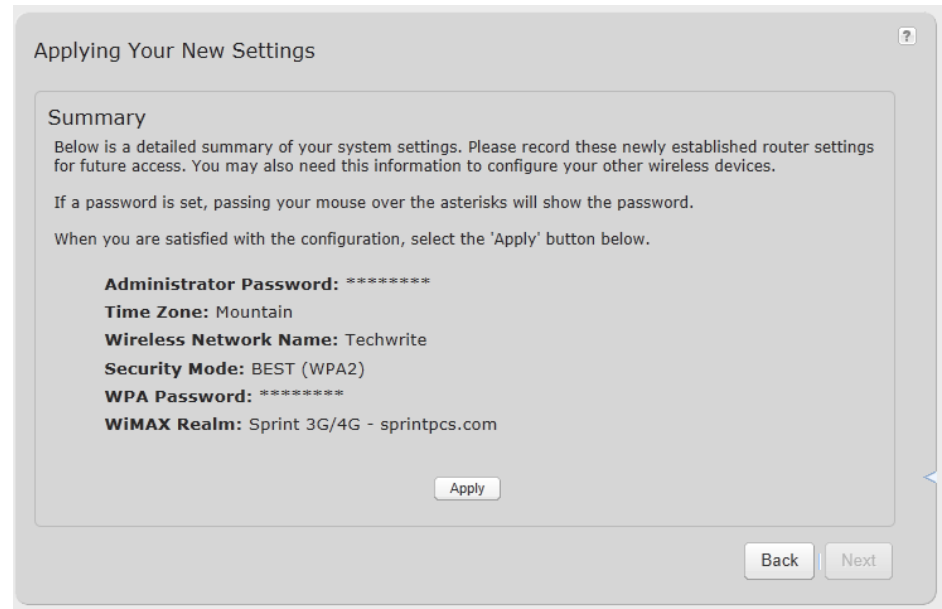 ?
Applying Your New Settings
Summary
Below is a detailed summary of your system settings. Please record these newly established router settings
for future access. You may also need this information to configure your other wireless devices.
If a password is set, passing your mouse over the asterisks will show the password.
When you are satisfied with the configuration, select the 'Apply' button below.
Administrator Password: ********
Time Zone: Mountain
Wireless Network Name: Techwrite
Security Mode: BEST (WPA2)
WPA Password: ********
WiMAX Realm: Sprint 3G/4G - sprintpcs.com
Apply
Back Next